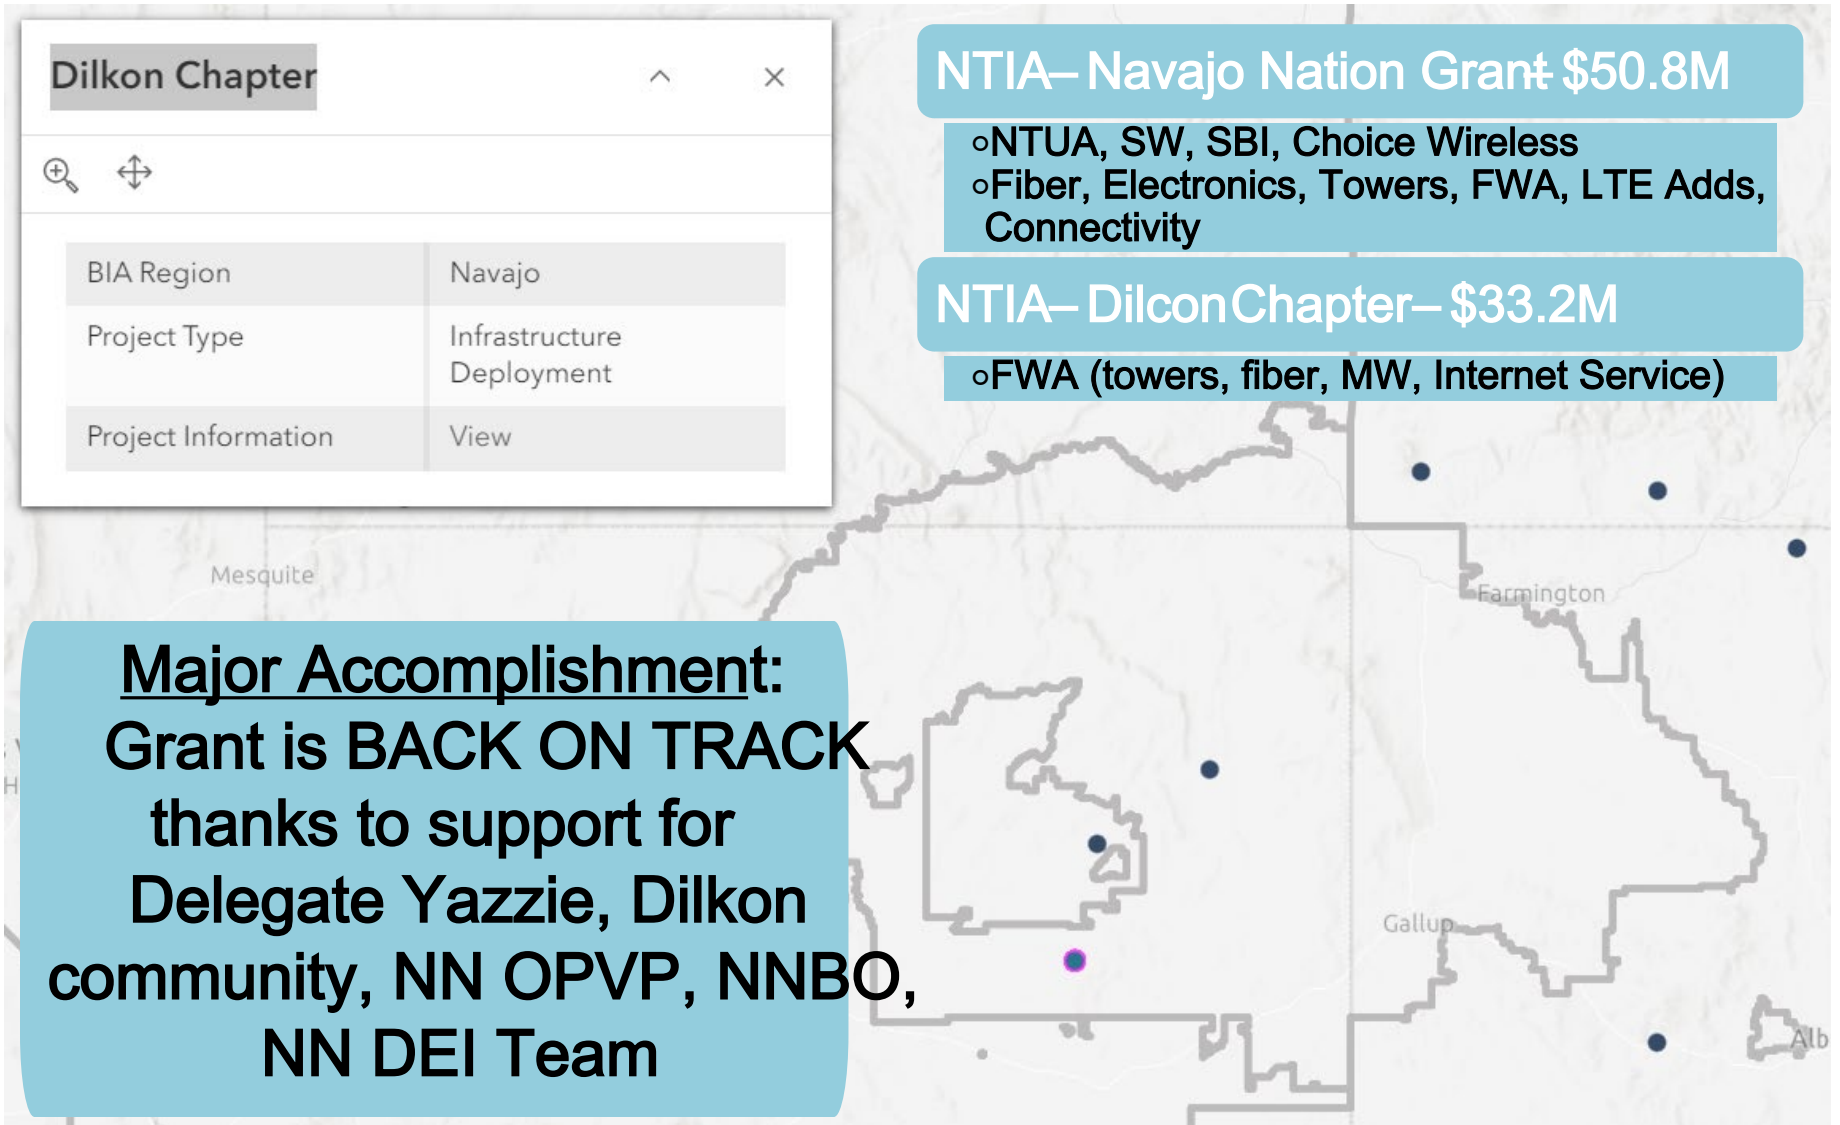 Dilkon Chapter
BIA Region Navajo
Project Type Infrastructure
Deployment
Project Information View
NTIA– Navajo Nation Grant- $50.8M
NTUA, SW, SBI, Choice Wireless
Fiber, Electronics, Towers, FWA, LTE Adds,
Connectivity
NTIA– Dilcon Chapter– $33.2M
FWA (towers, fiber, MW, Internet Service)
Mesquite
Farmington
Gallup
Alb
H
Major Accomplishment:
Grant is BACK ON TRACK
thanks to support for
Delegate Yazzie, Dilkon
community, NN OPVP, NNBO,
NN DEI Team